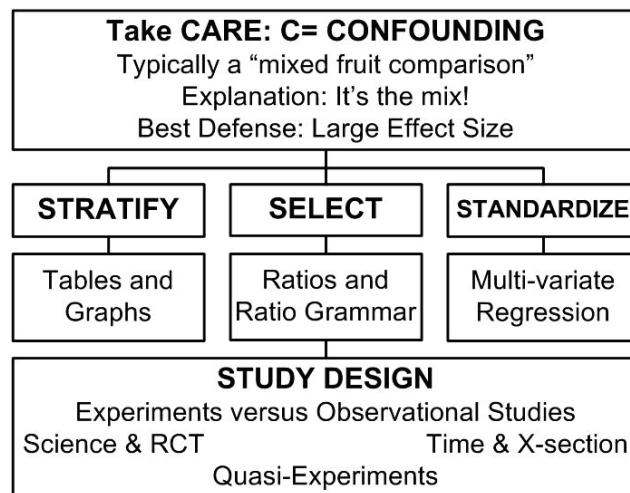 Take CARE: C= CONFOUNDING
Typically a “mixed fruit comparison”
Explanation: It’s the mix!
Best Defense: Large Effect Size
STRATIFY
SELECT
STANDARDIZE
Tables and
Graphs
Ratios and
Ratio Grammar
Multi-variate
Regression
STUDY DESIGN
Experiments versus Observational Studies
Science & RCT Time & X-section
Quasi-Experiments